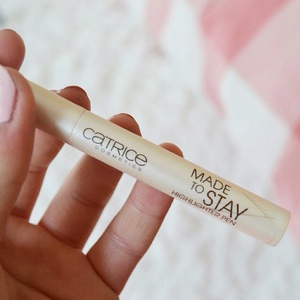 CATRICE
COSMETICS
MADE
TO STAY
HIGHLIGHTER PEN